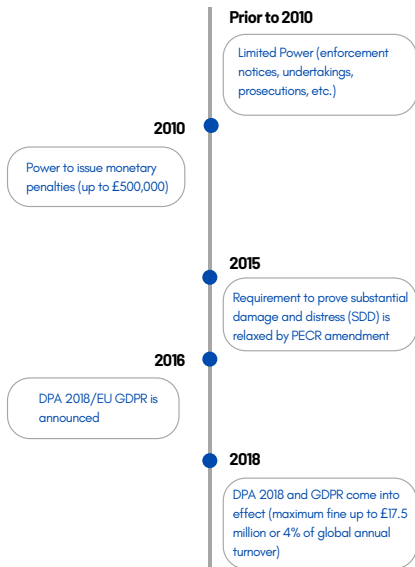 Prior to 2010
Limited Power (enforcement
notices, undertakings,
prosecutions, etc.)
2010
Power to issue monetary
penalties (up to £500,000)
2015
Requirement to prove substantial
damage and distress (SDD) is
relaxed by PECR amendment
2016
DPA 2018/EU GDPR is
announced
2018
DPA 2018 and GDPR come into
effect (maximum fine up to £17.5
million or 4% of global annual
turnover)